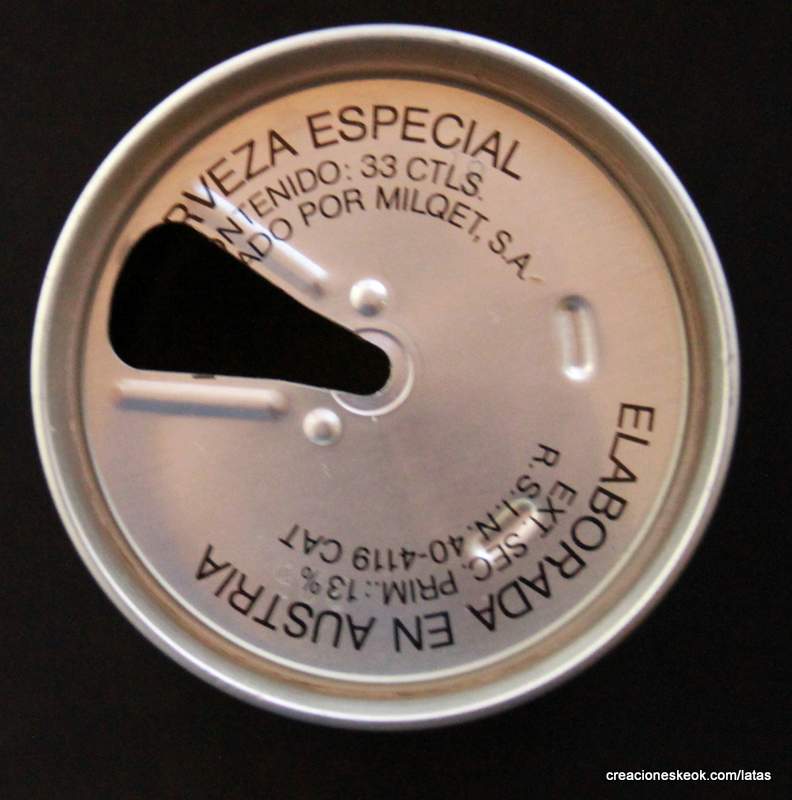 RVEZA ESPECIAL
ONTENIDO: 33 CTLS.
ADO POR MILQET, S.A.
ELABORADA EN AUSTRIA
EXT. SEC. PRIM.: 13%
R.S.I.N. 40-4119 CAT
creacioneskeok.com/latas